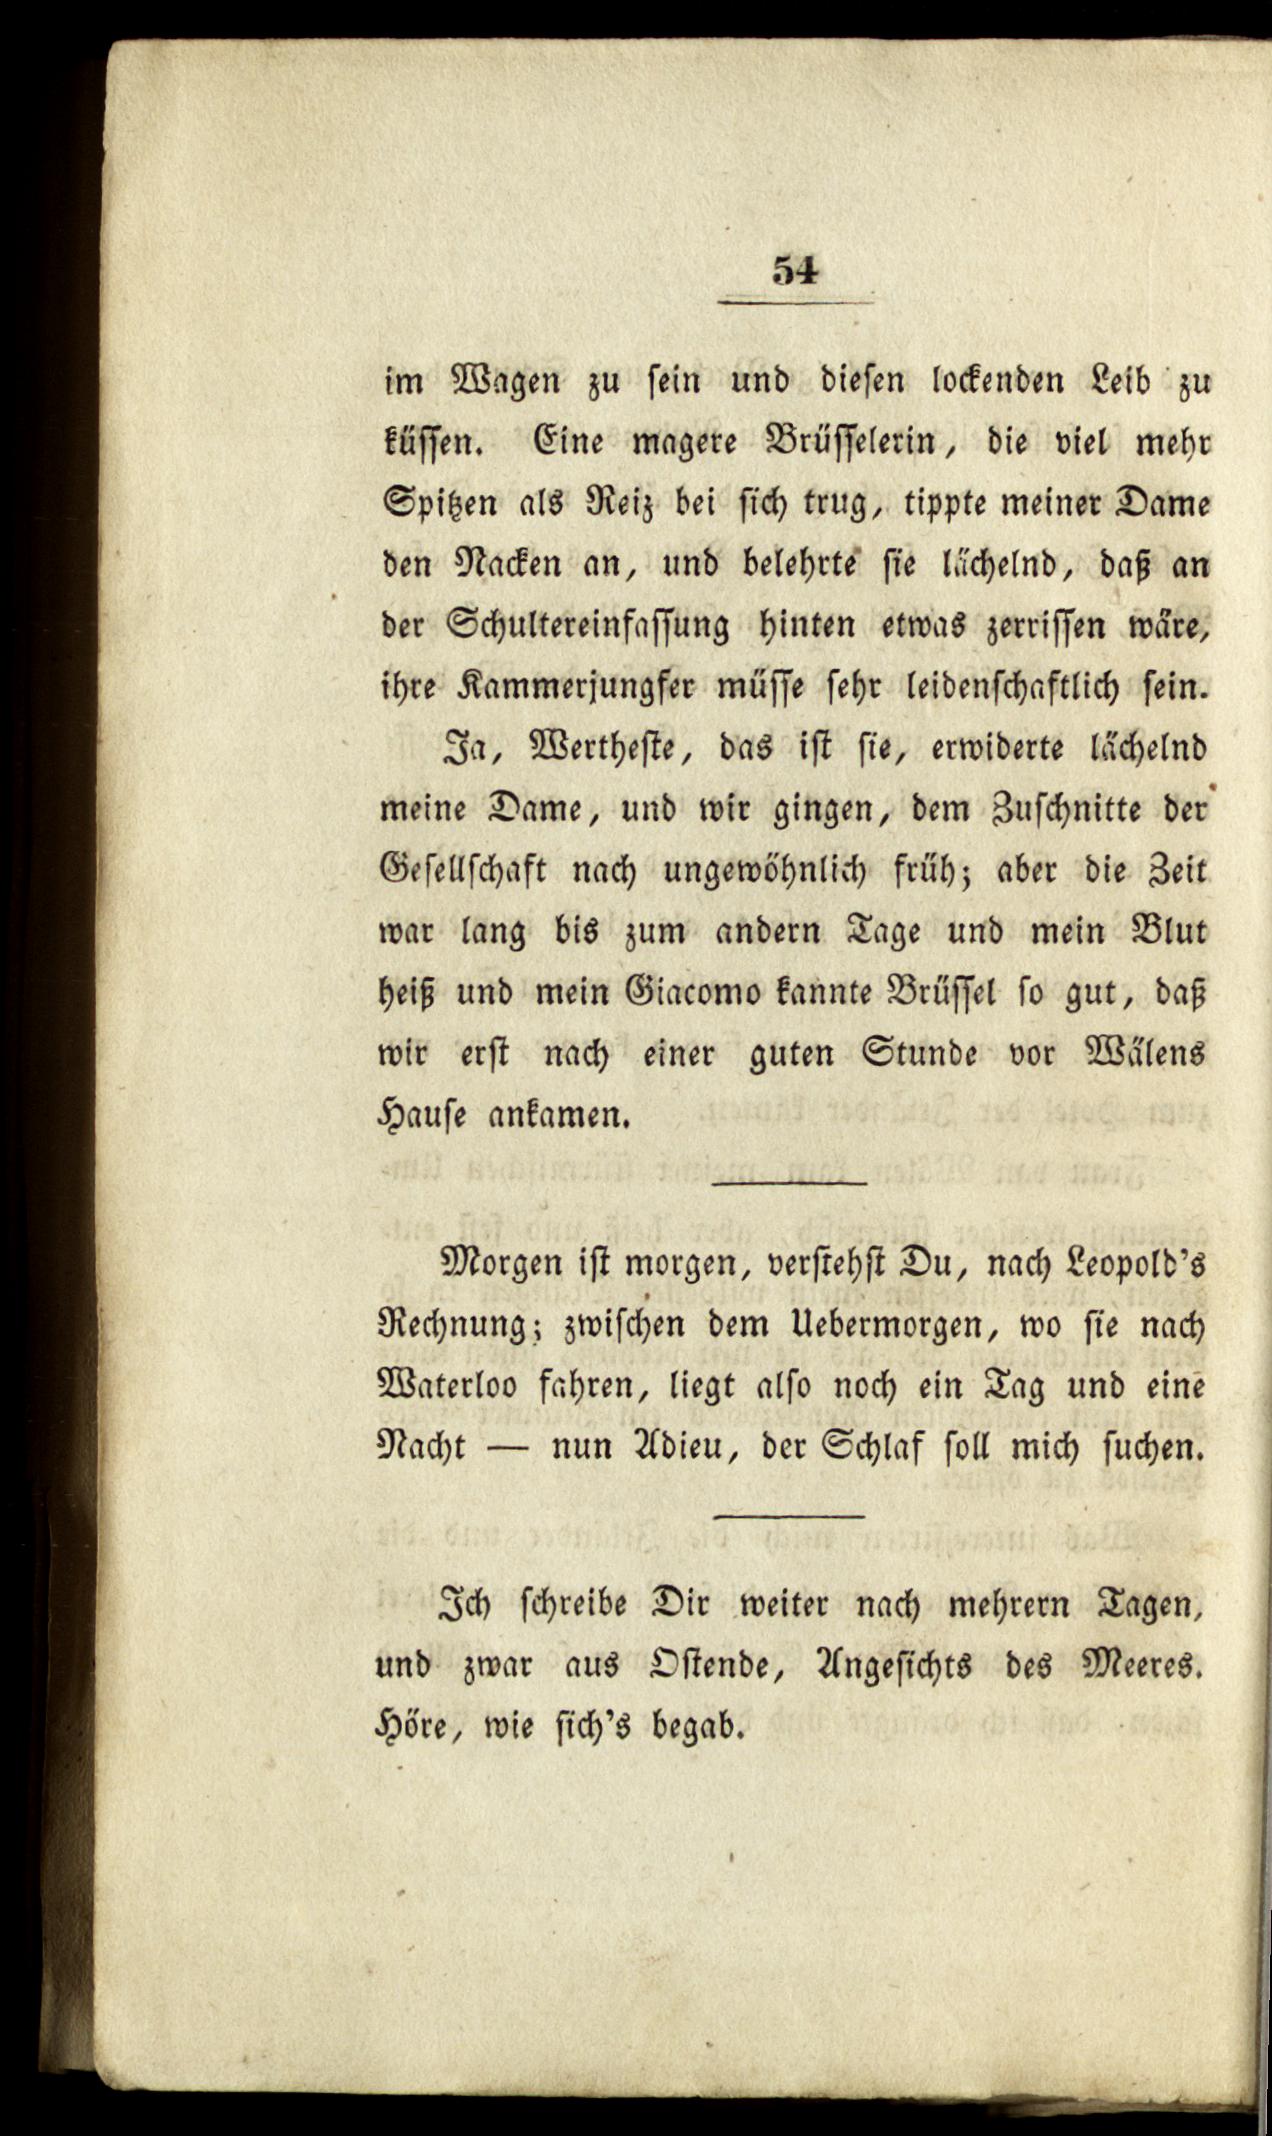 54
im Wagen zu sein und diesen lockenden Leib zu
küssen. Eine magere Brüsselerin, die viel mehr
Spitzen als Reiz bei sich trug, tippte meiner Dame
den Nacken an, und belehrte sie lächelnd, daß an
der Schultereinfassung hinten etwas zerrissen wäre,
ihre Kammerjungfer müsse sehr leidenschaftlich sein.
Ja, Wertheste, das ist sie, erwiderte lächelnd
meine Dame, und wir gingen, dem Zuschnitte der
Gesellschaft nach ungewöhnlich früh; aber die Zeit
war lang bis zum andern Tage und mein Blut
heiß und mein Giacomo kannte Brüssel so gut, daß
wir erst nach einer guten Stunde vor Wälens
Hause ankamen.
Morgen ist morgen, verstehst Du, nach Leopold's
Rechnung; zwischen dem Uebermorgen, wo sie nach
Waterloo fahren, liegt also noch ein Tag und eine
Nacht — nun Adieu, der Schlaf soll mich suchen.
Ich schreibe Dir weiter nach mehrern Tagen,
und zwar aus Ostende, Angesichts des Meeres.
Höre, wie sich's begab.